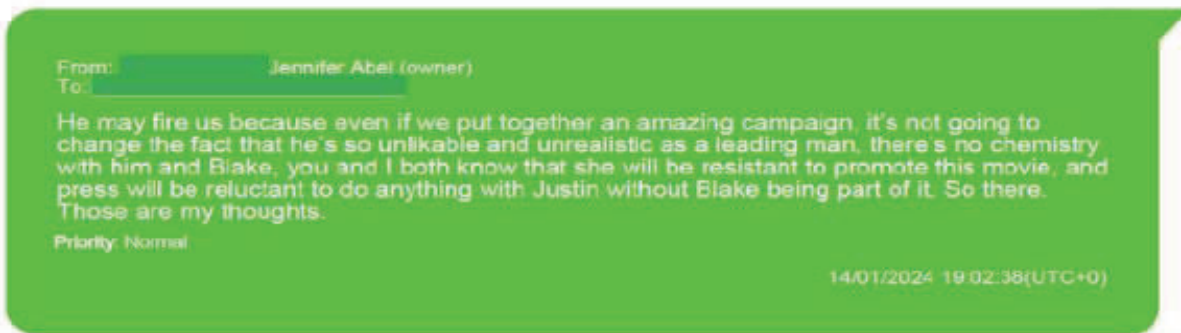 From: Jennifer Abel (owner)
To:
He may fire us because even if we put together an amazing campaign, it's not going to
change the fact that he's so unlikable and unrealistic as a leading man, there's no chemistry
with him and Blake, you and I both know that she will be resistant to promote this movie, and
press will be reluctant to do anything with Justin without Blake being part of it. So there.
Those are my thoughts.
Priority: Normal
14/01/2024 19:02:38(UTC+0)